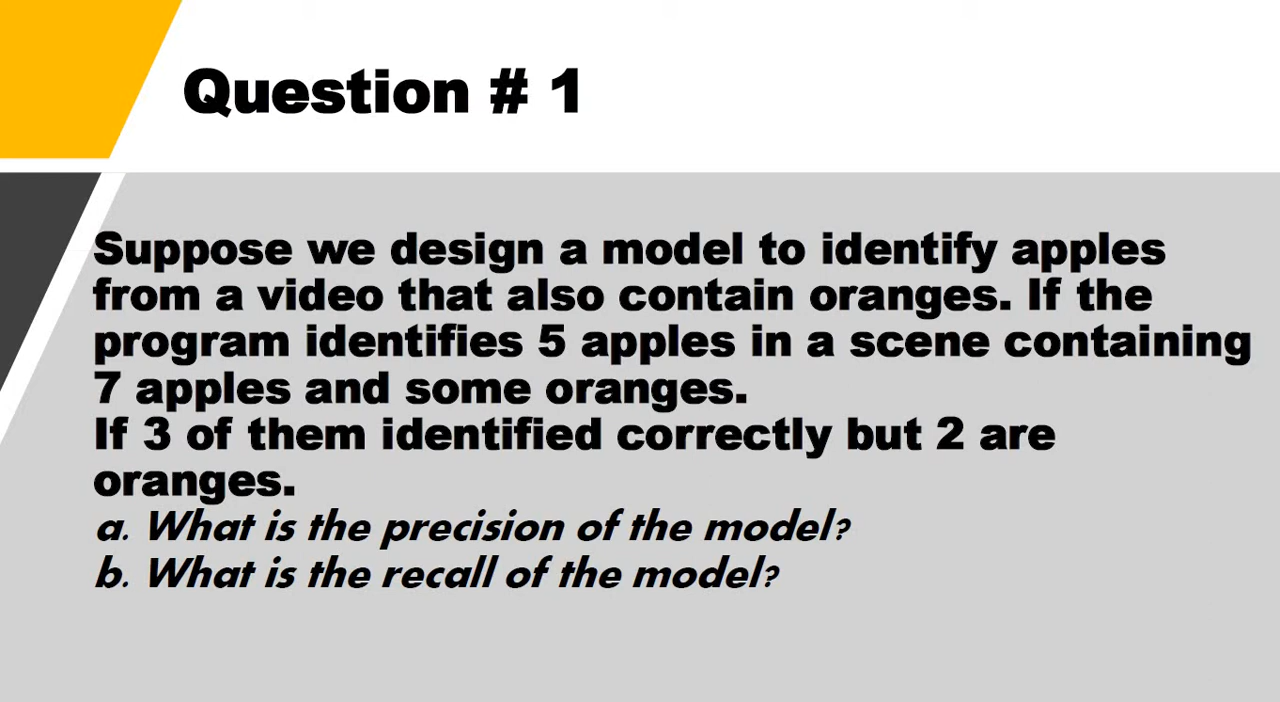 Question # 1
Suppose we design a model to identify apples
from a video that also contain oranges. If the
program identifies 5 apples in a scene containing
7 apples and some oranges.
If 3 of them identified correctly but 2 are
oranges.
a. What is the precision of the model?
b. What is the recall of the model?